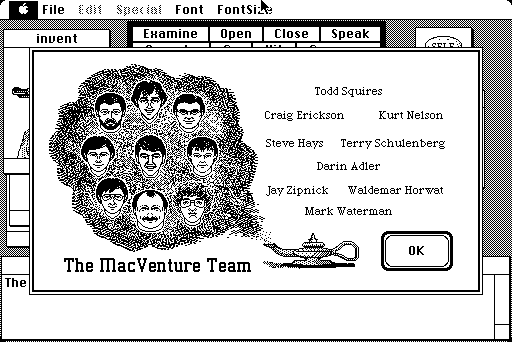 File Edit Special Font FontSize
invent
Examine Open Close Speak
SELF
Todd Squires
Craig Erickson Kurt Nelson
Steve Hays Terry Schulenberg
Darin Adler
Jay Zipnick Waldemar Horwat
Mark Waterman
OK
The MacVenture Team
The